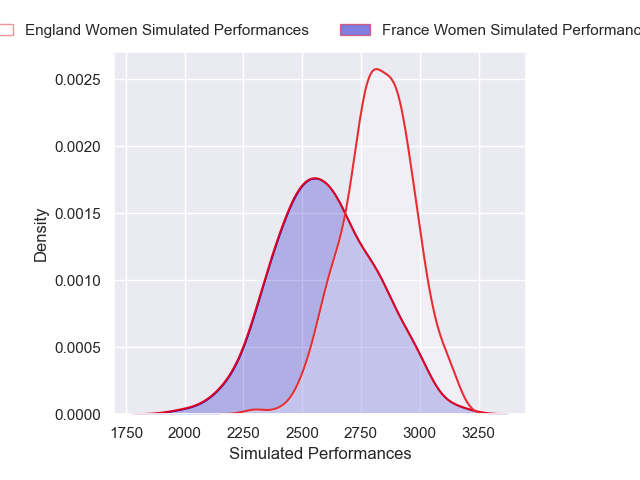 England Women Simulated Performances
France Women Simulated Performanc
0.0025
0.0020
0.0015
0.0010
0.0005
0.0000
Density
1750 2000 2250 2500 2750 3000 3250
Simulated Performances